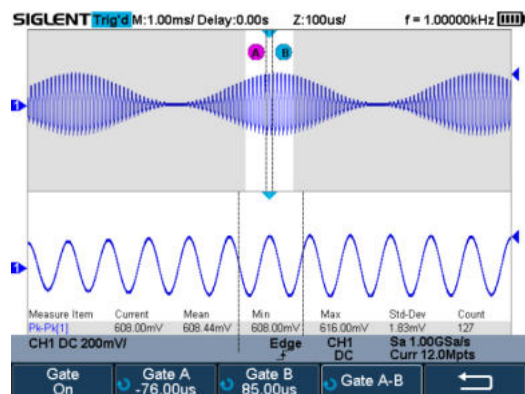 SIGLENT Trig'd M:1.00ms/ Delay:0.00s Z:100us/ f = 1.00000kHz
A B
1
1
Measure Item Current Mean Min Max Std-Dev Count
Pk-Pk[1] 608.00mV 608.44mV 608.00mV 616.00mV 1.83mV 127
CH1 DC 200mV/ Edge CH1 Sa 1.00GSa/s
DC Curr 12.0Mpts
Gate Gate A Gate B Gate A-B
On -76.00us 85.00us